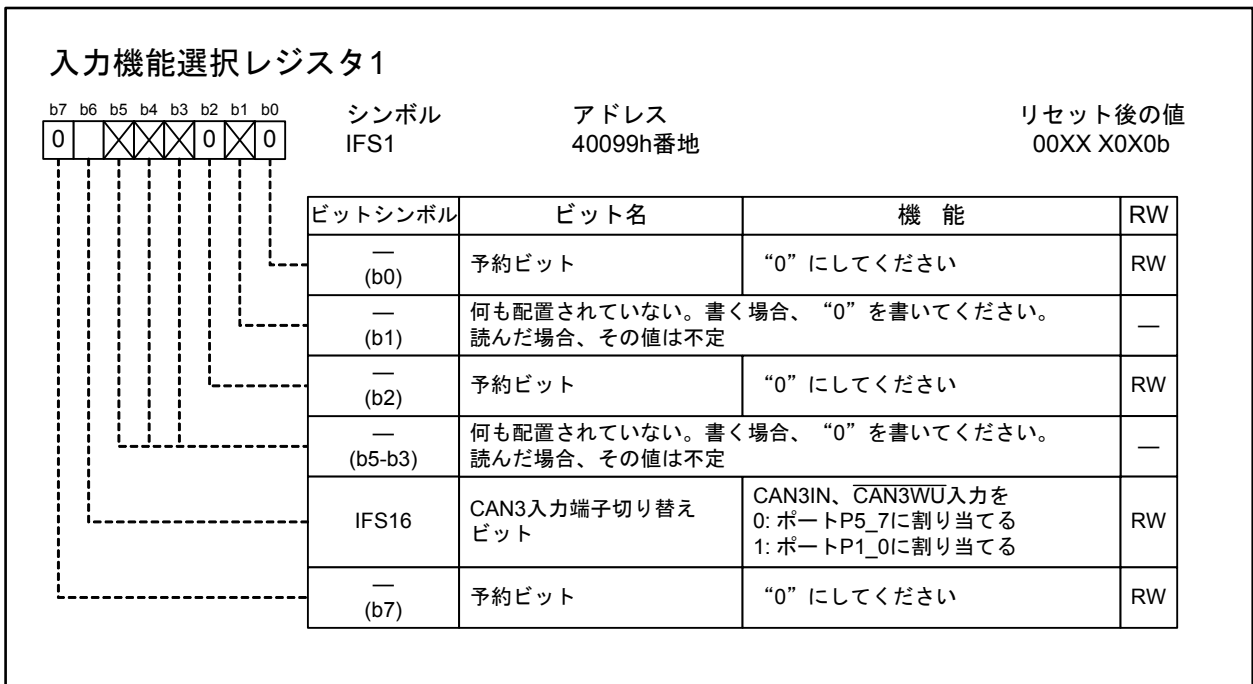 入力機能選択レジスタ1
b7 b6 b5 b4 b3 b2 b1 b0
0 0 0
シンボル
IFS1
アドレス
40099h番地
リセット後の値
00XX X0X0b
ビットシンボル ビット名 機 能 RW
—
(b0)
予約ビット “0”にしてください RW
—
(b1)
何も配置されていない。書く場合、“0”を書いてください。
読んだ場合、その値は不定
—
—
(b2)
予約ビット “0”にしてください RW
—
(b5-b3)
何も配置されていない。書く場合、“0”を書いてください。
読んだ場合、その値は不定
—
IFS16
CAN3入力端子切り替え
ビット
CAN3IN、CAN3WU入力を
0: ポートP5_7に割り当てる
1: ポートP1_0に割り当てる
RW
—
(b7)
予約ビット “0”にしてください RW